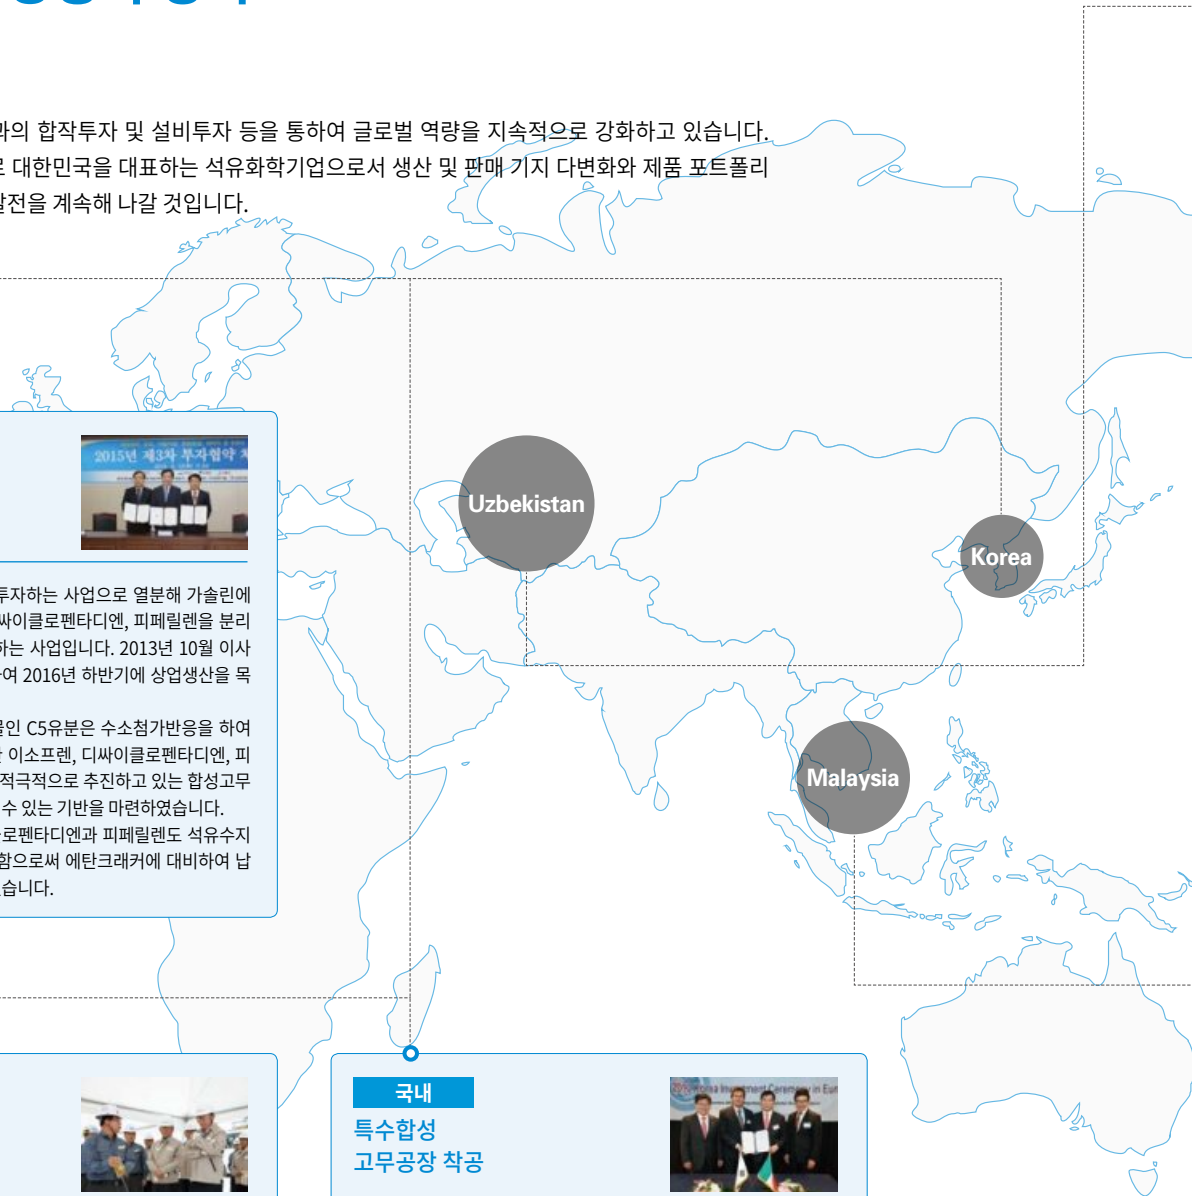 과의 합작투자 및 설비투자 등을 통하여 글로벌 역량을 지속적으로 강화하고 있습니다.
로 대한민국을 대표하는 석유화학기업으로서 생산 및 판매 기지 다변화와 제품 포트폴리
발전을 계속해 나갈 것입니다.
2015년 제3차 투자협약
Uzbekistan
Korea
Malaysia
투자하는 사업으로 열분해 가솔린에
싸이클로펜타디엔, 피페릴렌을 분리
하는 사업입니다. 2013년 10월 이사
여 2016년 하반기에 상업생산을 목
물인 C5유분은 수소첨가반응을 하여
이소프렌, 디싸이클로펜타디엔, 피
적극적으로 추진하고 있는 합성고무
수 있는 기반을 마련하였습니다.
로펜타디엔과 피페릴렌도 석유수지
함으로써 에탄크래커에 대비하여 납
습니다.
국내
특수합성
고무공장 착공
Korea Investment Ceremony in Eur